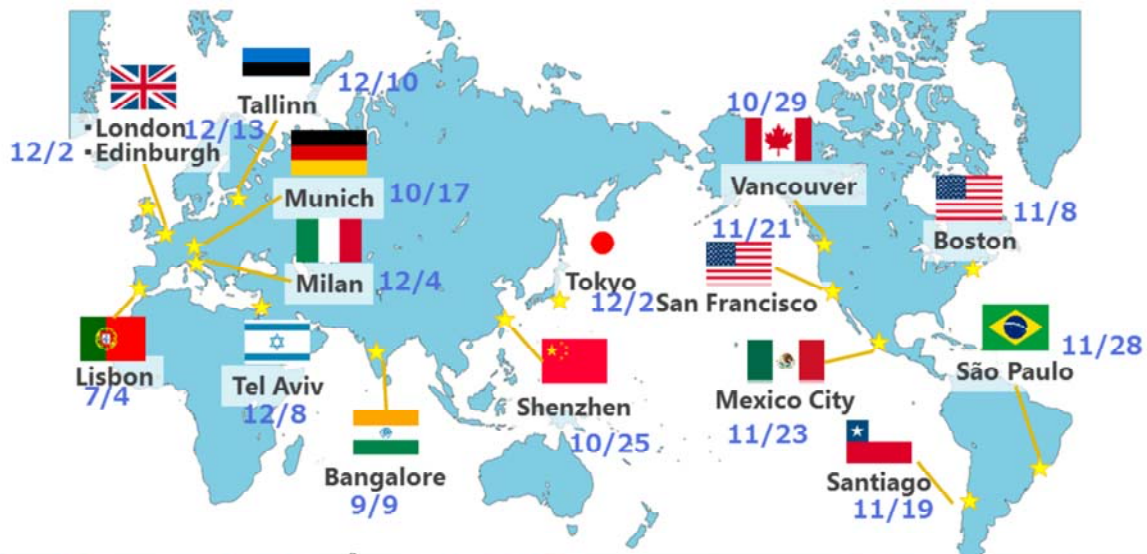 12/10
Tallinn
10/29
▪London 12/13
12/2 ▪Edinburgh
Munich 10/17
Vancouver
11/8
Boston
11/21
Milan 12/4
Tokyo
12/2
San Francisco
Lisbon
7/4
Tel Aviv
12/8
Shenzhen
10/25
Bangalore
9/9
Mexico City
11/23
São Paulo
11/28
Santiago
11/19